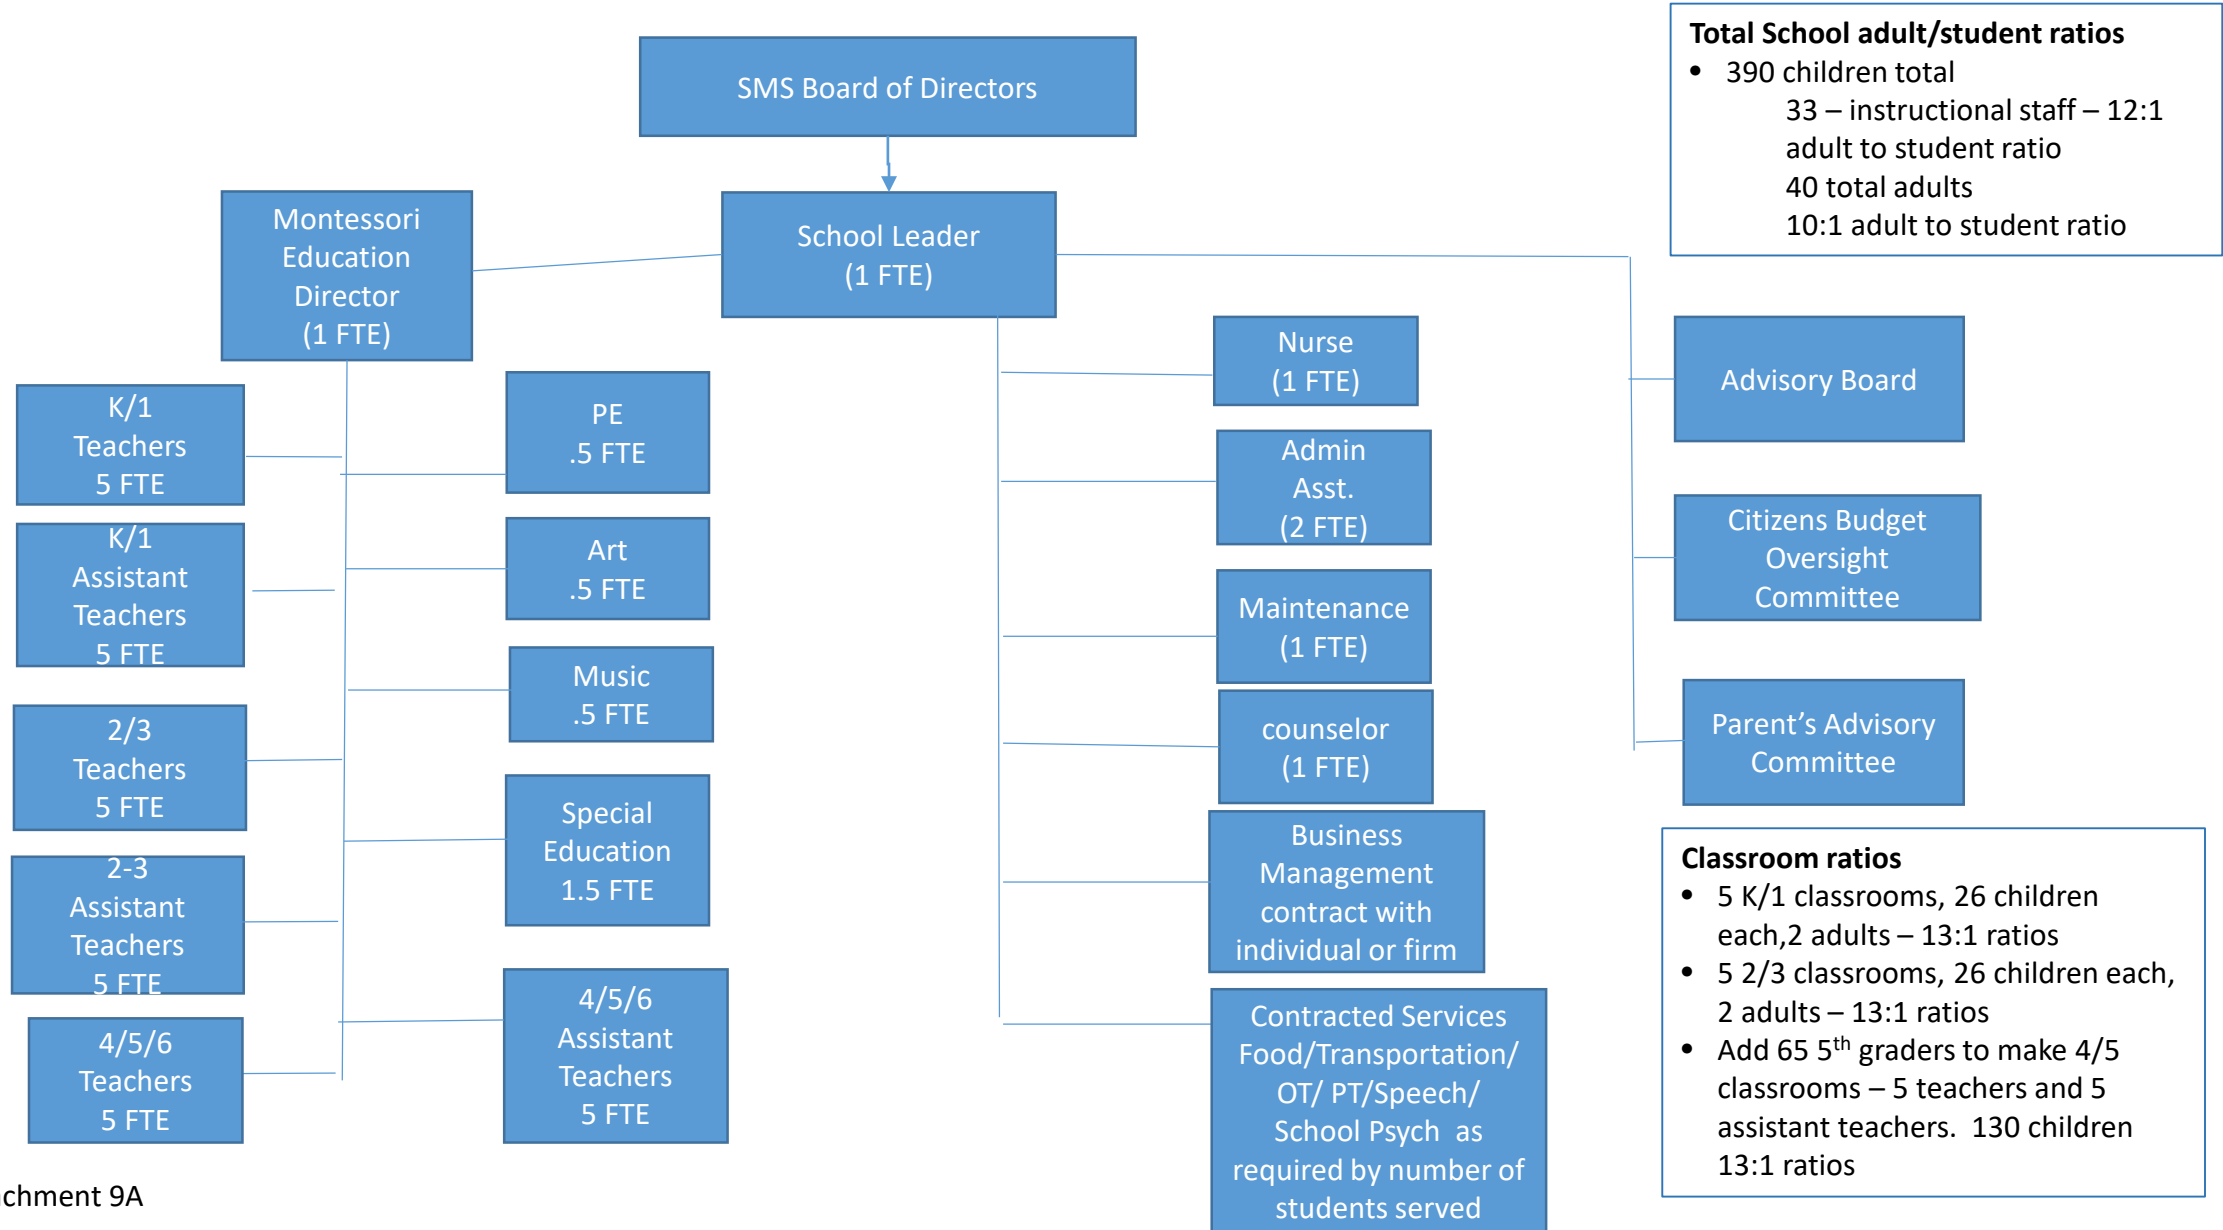 SMS Board of Directors
Total School adult/student ratios
• 390 children total
33 – instructional staff – 12:1
adult to student ratio
40 total adults
10:1 adult to student ratio
Montessori
Education
Director
(1 FTE)
School Leader
(1 FTE)
K/1
Teachers
5 FTE
K/1
Assistant
Teachers
5 FTE
2/3
Teachers
5 FTE
2-3
Assistant
Teachers
5 FTE
4/5/6
Teachers
5 FTE
PE
.5 FTE
Art
.5 FTE
Music
.5 FTE
Special
Education
1.5 FTE
4/5/6
Assistant
Teachers
5 FTE
Nurse
(1 FTE)
Admin
Asst.
(2 FTE)
Maintenance
(1 FTE)
counselor
(1 FTE)
Business
Management
contract with
individual or firm
Contracted Services
Food/Transportation/
OT/ PT/Speech/
School Psych  as
required by number of
students served
Advisory Board
Citizens Budget
Oversight
Committee
Parent’s Advisory
Committee
Classroom ratios
• 5 K/1 classrooms, 26 children
each,2 adults – 13:1 ratios
• 5 2/3 classrooms, 26 children each,
2 adults – 13:1 ratios
• Add 65 5th graders to make 4/5
classrooms – 5 teachers and 5
assistant teachers.  130 children
13:1 ratios
achment 9A